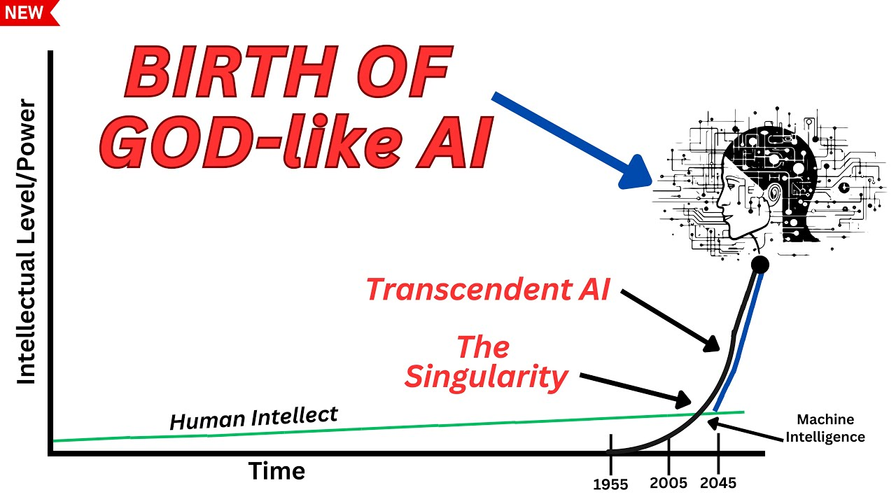 NEW
BIRTH OF
GOD-like AI
Intellectual Level/Power
Transcendent AI
The
Singularity
Human Intellect
Machine
Intelligence
Time
1955
2005
2045